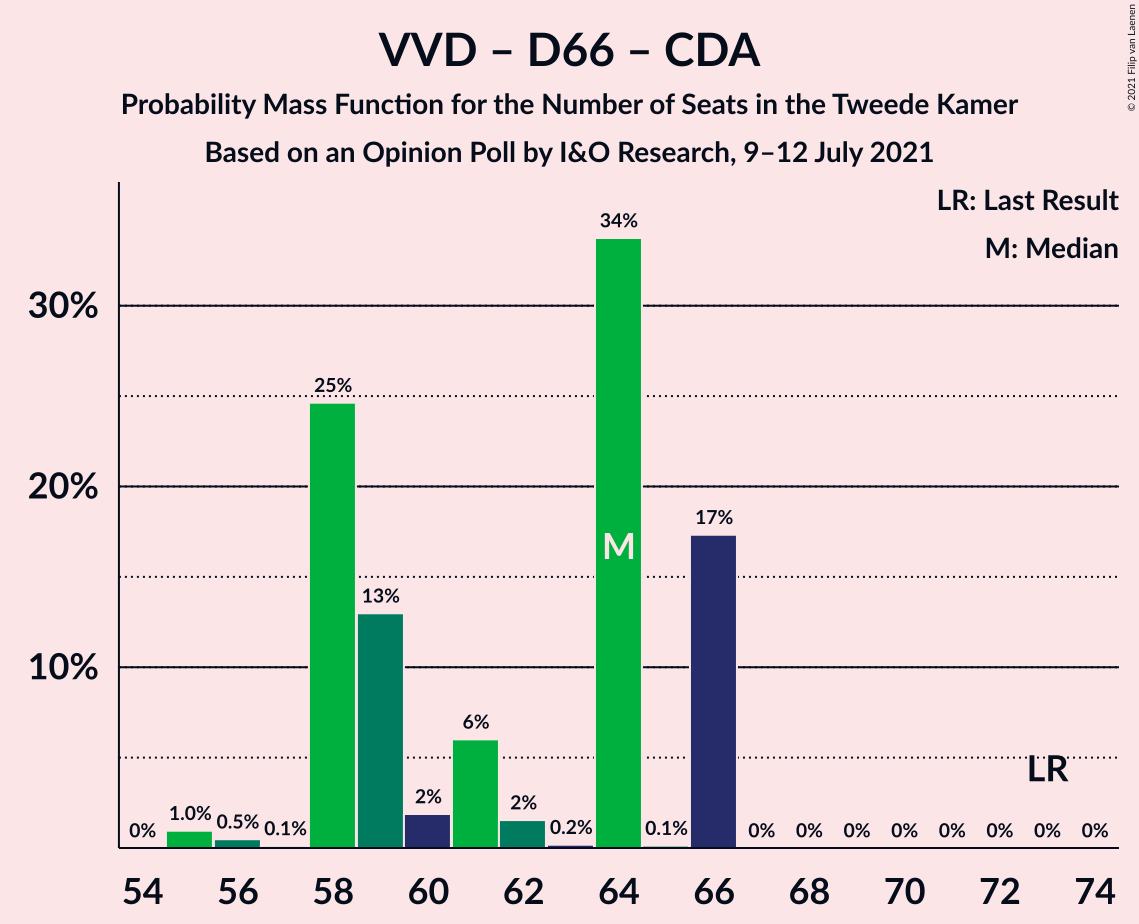 VVD – D66 – CDA
Probability Mass Function for the Number of Seats in the Tweede Kamer
Based on an Opinion Poll by I&O Research, 9–12 July 2021
© 2021 Filip van Laenen
LR: Last Result
M: Median
30%
20%
10%
0%
1.0%
0.5%
0.1%
25%
13%
2%
6%
2%
0.2%
34%
M
0.1%
17%
0%
0%
0%
0%
0%
0%
LR
0%
0%
54 56 58 60 62 64 66 68 70 72 74